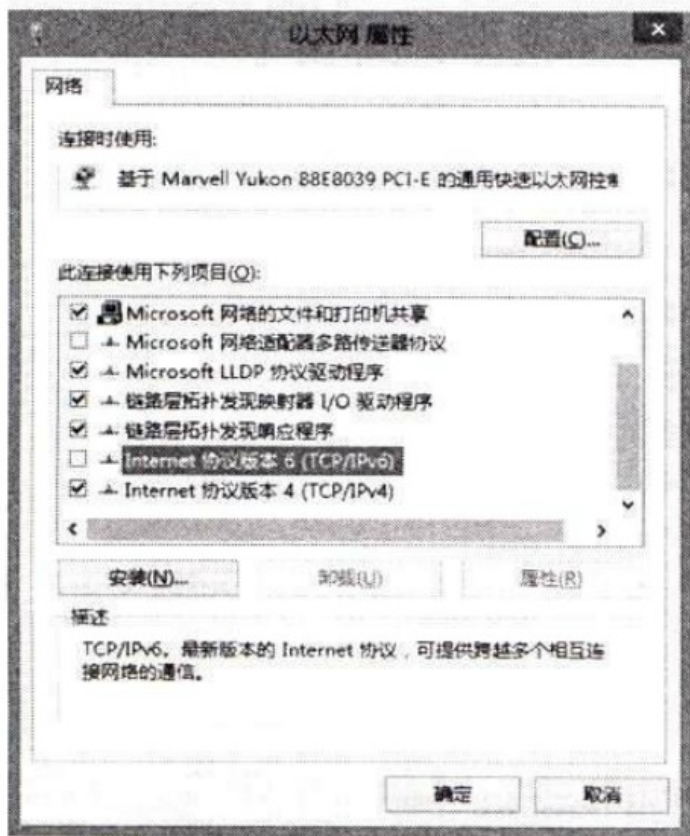 以太网 属性
网络
连接时使用:
基于 Marvell Yukon 88E8039 PCI-E 的通用快速以太网控制
配置(C)...
此连接使用下列项目(O):
Microsoft 网络的文件和打印机共享
Microsoft 网络适配器多路传送器协议
Microsoft LLDP 协议驱动程序
链路层拓扑发现映射器 I/O 驱动程序
链路层拓扑发现响应程序
Internet 协议版本 6 (TCP/IPv6)
Internet 协议版本 4 (TCP/IPv4)
安装(N)...
卸载(U)
属性(R)
描述
TCP/IPv6。最新版本的 Internet 协议，可提供跨越多个相互连
接网络的通信。
确定
取消